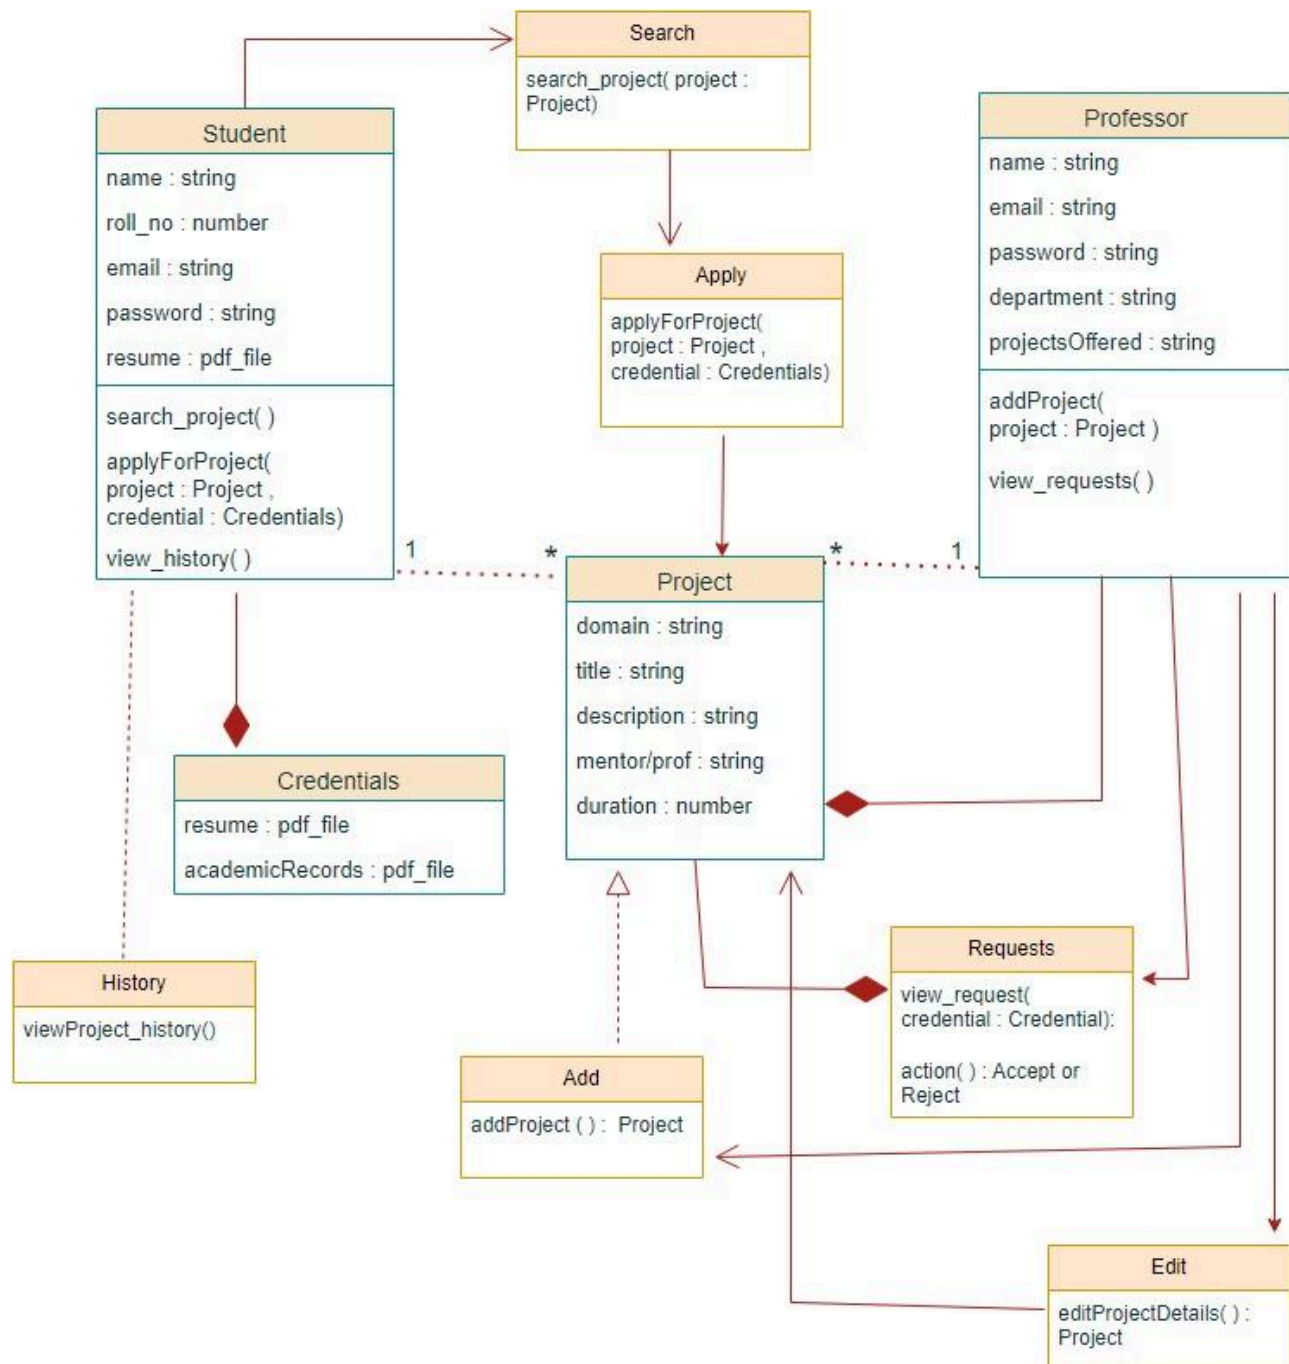 Search
search_project( project :
Project)
Student
name : string
roll_no : number
email : string
password : string
resume : pdf_file
search_project( )
applyForProject(
project : Project ,
credential : Credentials)
view_history( )
Apply
applyForProject(
project : Project ,
credential : Credentials)
Professor
name : string
email : string
password : string
department : string
projectsOffered : string
addProject(
project : Project )
view_requests( )
1
*
*
1
Project
domain : string
title : string
description : string
mentor/prof : string
duration : number
Credentials
resume : pdf_file
academicRecords : pdf_file
History
viewProject_history()
Requests
view_request(
credential : Credential):
action( ) : Accept or
Reject
Add
addProject ( ) : Project
Edit
editProjectDetails( ) :
Project